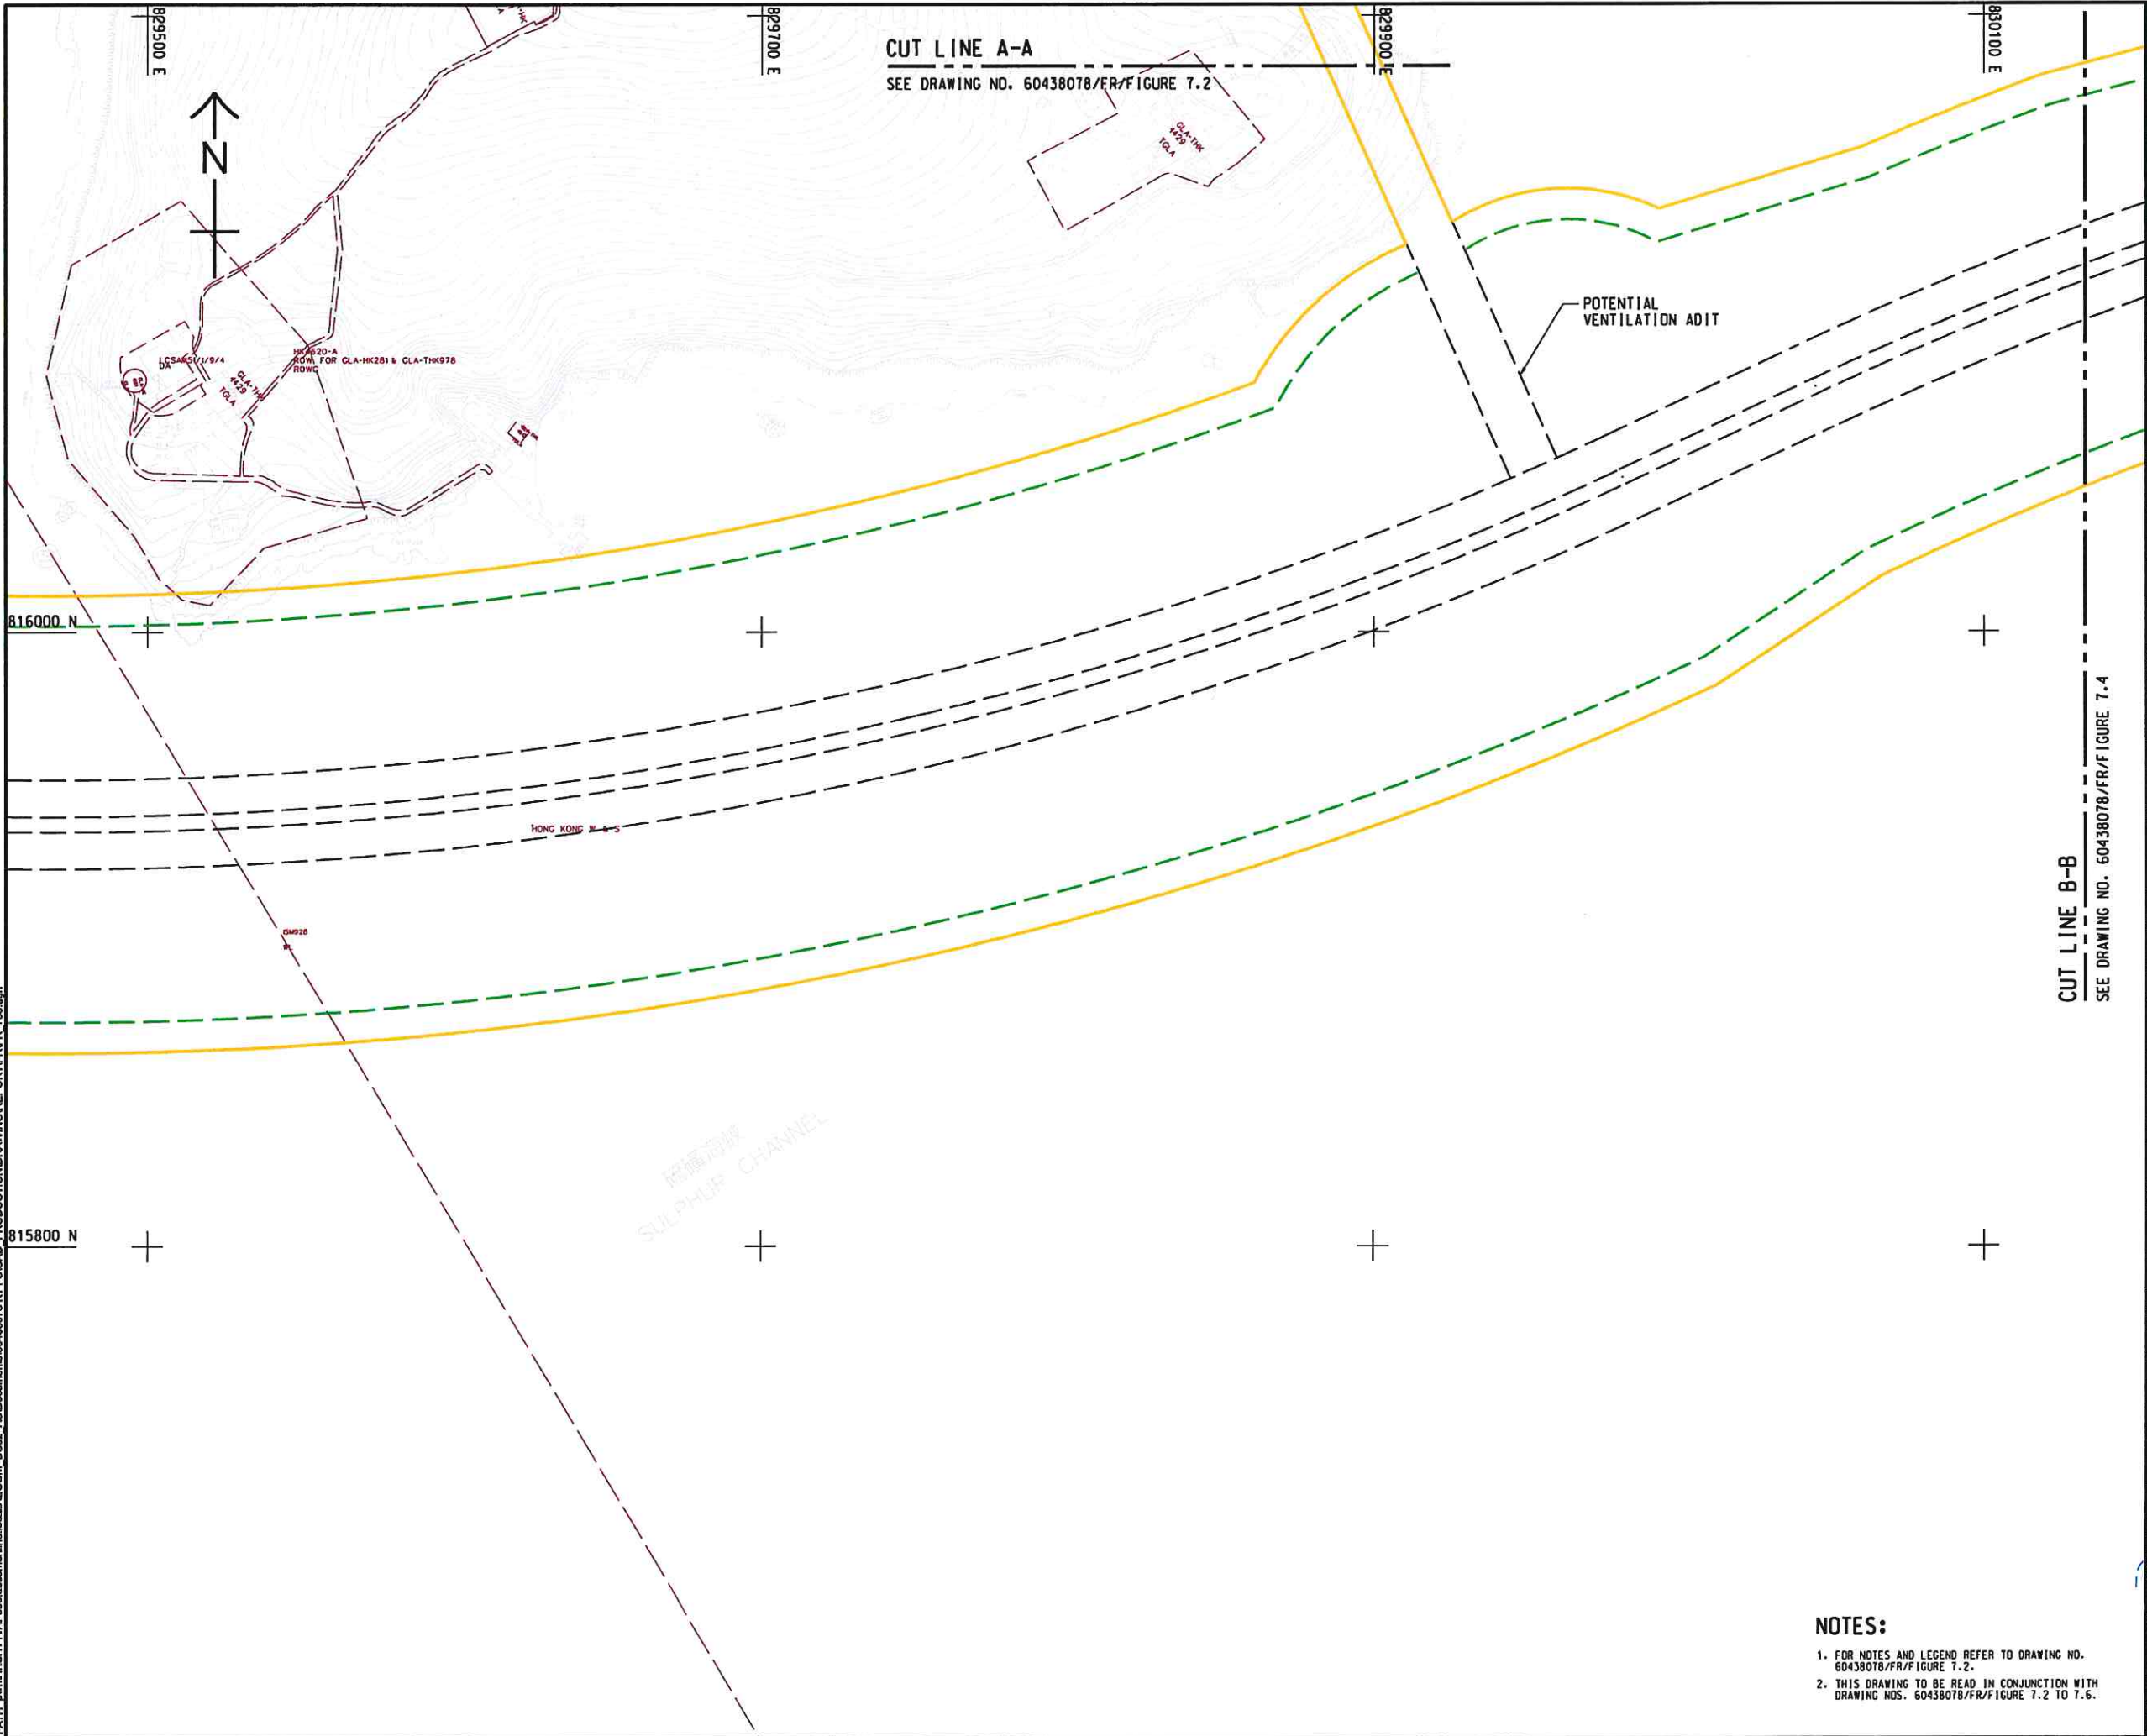 829500 E
829700 E
829900 E
830100 E
CUT LINE A-A
SEE DRAWING NO. 60438078/FR/FIGURE 7.2
N
CLA-THK
4429
TGLA
POTENTIAL
VENTILATION ADIT
DA
HK4620-A
ROW FOR CLA-HK281 & CLA-THK978
ROWG
CLA-THK
4429
TGLA
816000 N
HONG KONG W & S
ISM928
SULPHUR CHANNEL
815800 N
CUT LINE B-B
SEE DRAWING NO. 60438078/FR/FIGURE 7.4
NOTES:
1. FOR NOTES AND LEGEND REFER TO DRAWING NO.
60438078/FR/FIGURE 7.2.
2. THIS DRAWING TO BE READ IN CONJUNCTION WITH
DRAWING NOS. 60438078/FR/FIGURE 7.2 TO 7.6.